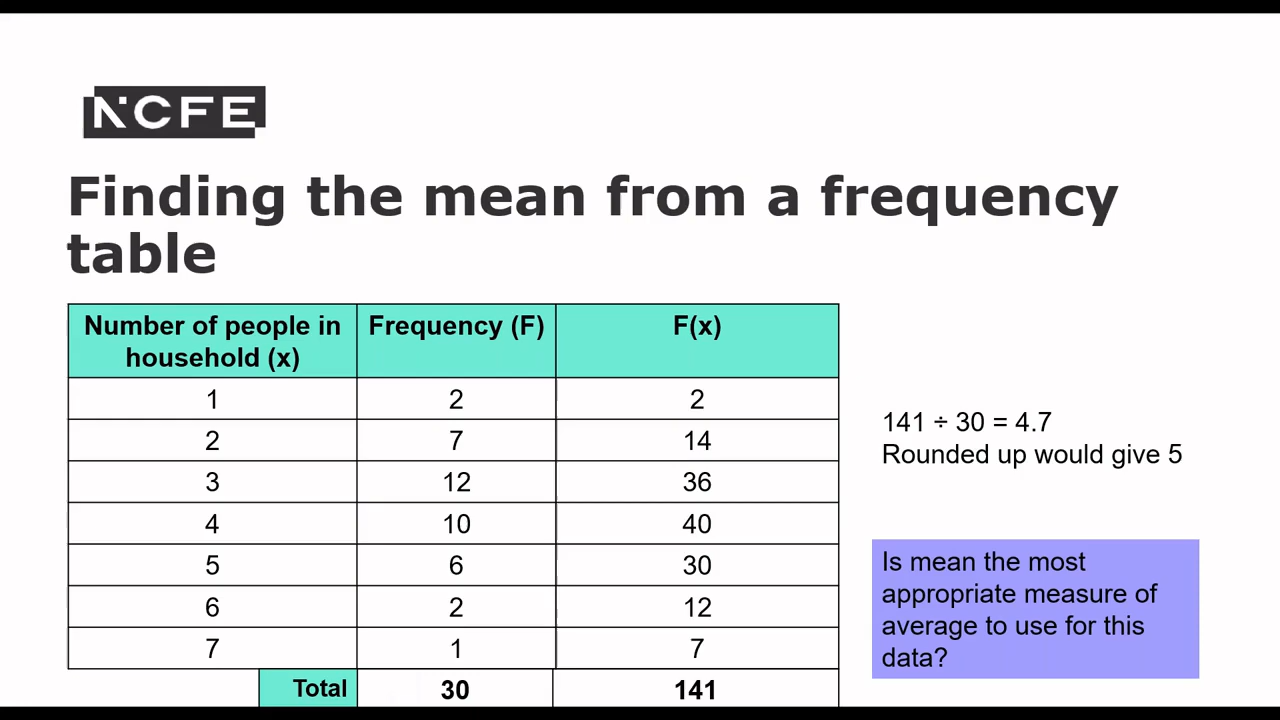 NCFE
Finding the mean from a frequency
table
Number of people in household (x) Frequency (F) F(x)
1 2 2
2 7 14
3 12 36
4 10 40
5 6 30
6 2 12
7 1 7
Total 30 141
141 ÷ 30 = 4.7
Rounded up would give 5
Is mean the most
appropriate measure of
average to use for this
data?